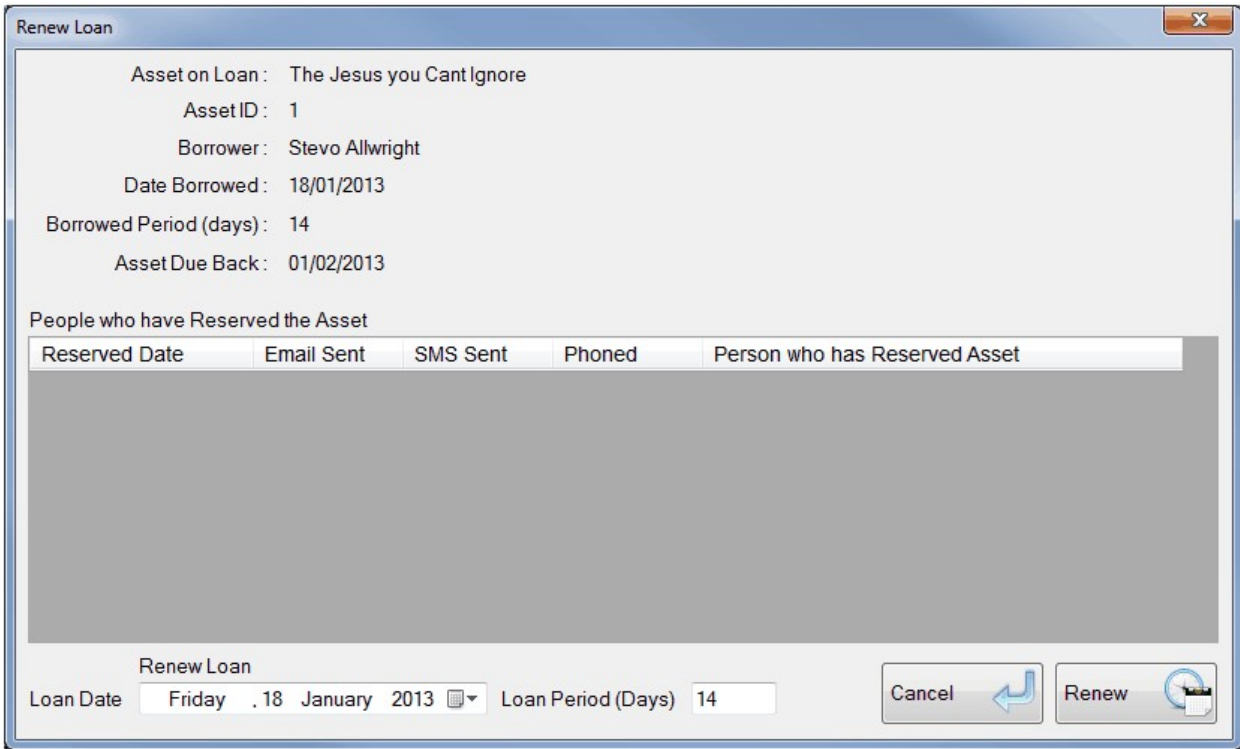 Renew Loan
Asset on Loan : The Jesus you Cant Ignore
Asset ID : 1
Borrower : Stevo Allwright
Date Borrowed : 18/01/2013
Borrowed Period (days) : 14
Asset Due Back : 01/02/2013
People who have Reserved the Asset
Reserved Date Email Sent SMS Sent Phoned Person who has Reserved Asset
Renew Loan
Loan Date Friday , 18 January 2013 Loan Period (Days) 14 Cancel Renew